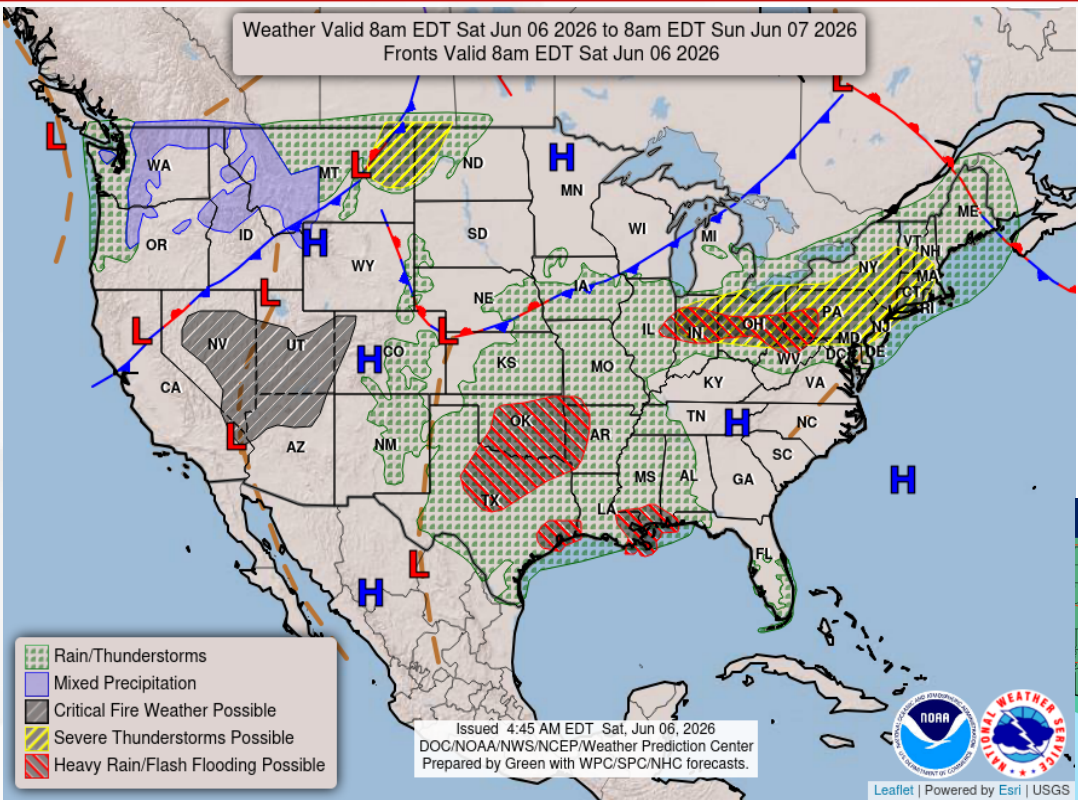 Weather Valid 8am EDT Sat Jun 06 2026 to 8am EDT Sun Jun 07 2026
Fronts Valid 8am EDT Sat Jun 06 2026
L
L
H
WA
MT
L
ND
MN
ME
OR
ID
H
SD
WI
MI
VT
NH
NY
MA
CT
RI
WY
L
NE
IA
PA
NJ
L
NV
UT
H
CO
L
KS
IL
IN
OH
MD
DE
DC
WV
MO
CA
KY
VA
TN
H
NC
L
AZ
NM
OK
AR
SC
MS
AL
GA
H
TX
LA
FL
L
H
Rain/Thunderstorms
Mixed Precipitation
Critical Fire Weather Possible
Severe Thunderstorms Possible
Heavy Rain/Flash Flooding Possible
Issued 4:45 AM EDT Sat, Jun 06, 2026
DOC/NOAA/NWS/NCEP/Weather Prediction Center
Prepared by Green with WPC/SPC/NHC forecasts.
NOAA
NATIONAL WEATHER SERVICE
Leaflet | Powered by Esri | USGS